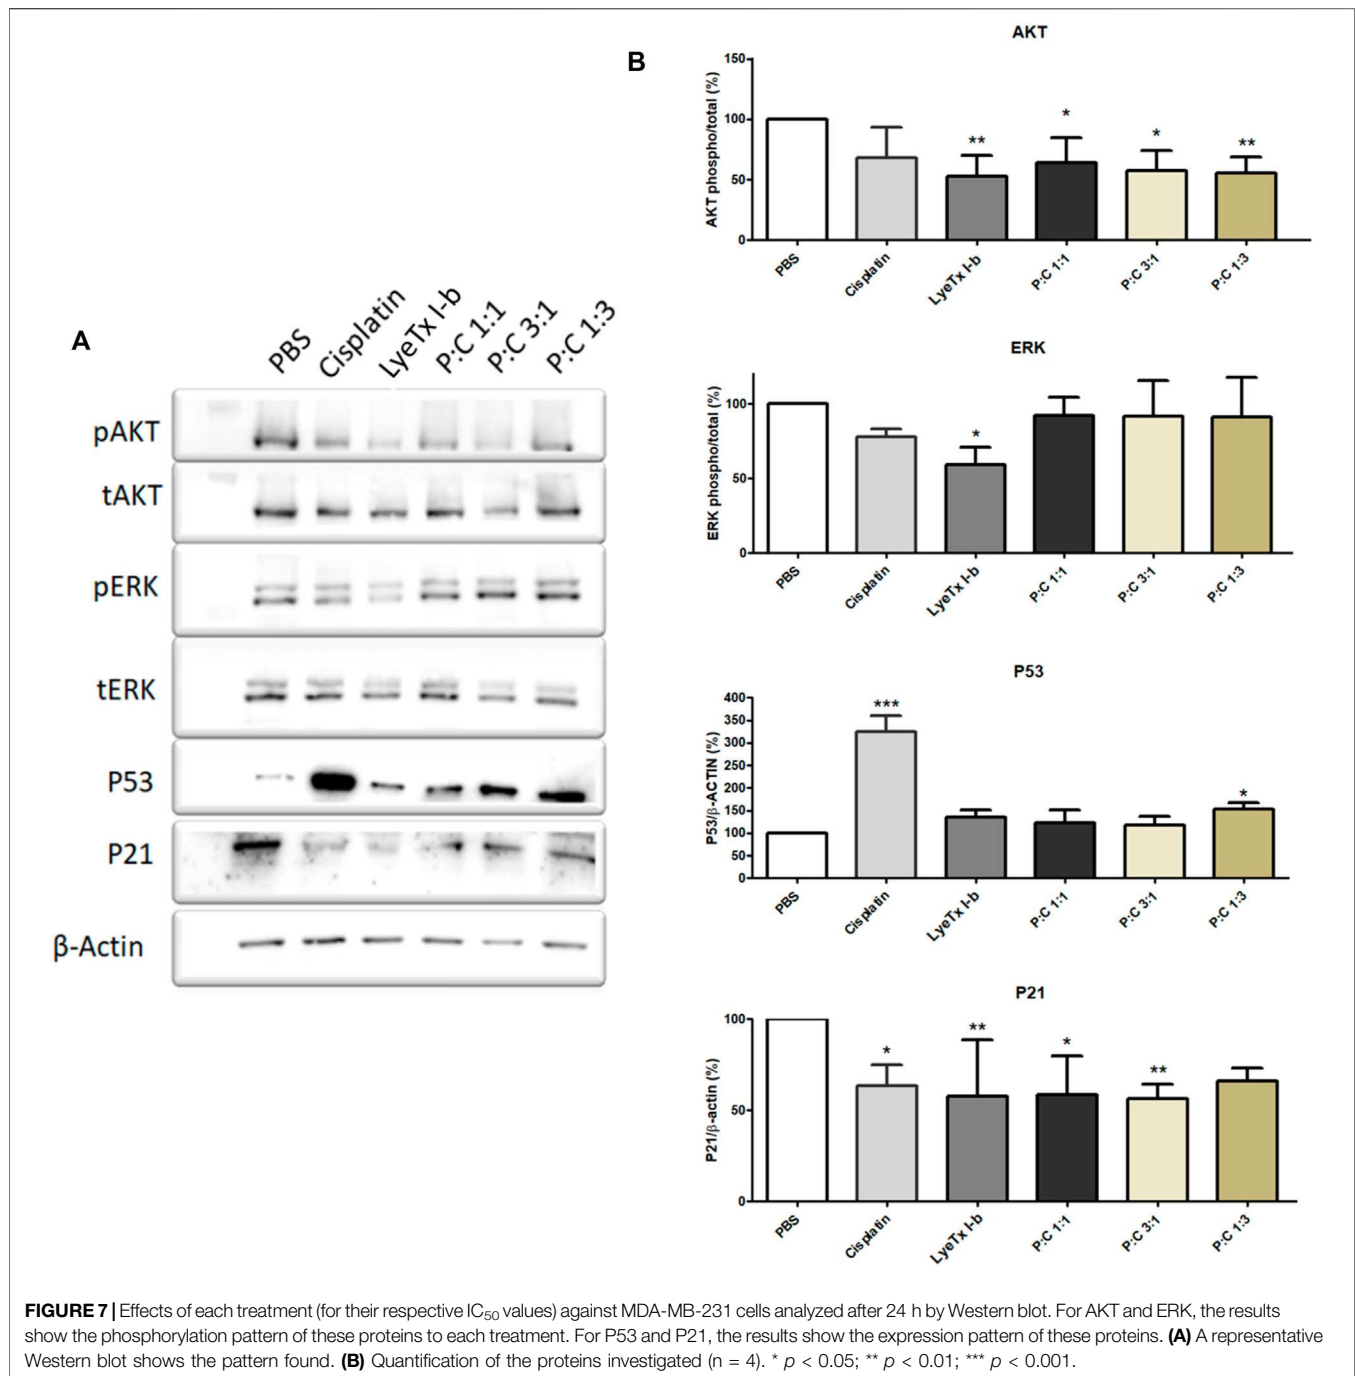 A
PBS
Cisplatin
LyeTx I-b
P:C 1:1
P:C 3:1
P:C 1:3
pAKT
tAKT
pERK
tERK
P53
P21
β-Actin
B
AKT
AKT phospho/total (%)
150
100
50
0
**
*
*
**
PBS
Cisplatin
LyeTx I-b
P:C 1:1
P:C 3:1
P:C 1:3
ERK
ERK phospho/total (%)
100
50
0
*
PBS
Cisplatin
LyeTx I-b
P:C 1:1
P:C 3:1
P:C 1:3
P53
P53/β-ACTIN (%)
400
350
300
250
200
150
100
50
0
***
*
PBS
Cisplatin
LyeTx I-b
P:C 1:1
P:C 3:1
P:C 1:3
P21
P21/β-actin (%)
100
50
0
*
**
*
**
PBS
Cisplatin
LyeTx I-b
P:C 1:1
P:C 3:1
P:C 1:3
FIGURE 7 | Effects of each treatment (for their respective IC₅₀ values) against MDA-MB-231 cells analyzed after 24 h by Western blot. For AKT and ERK, the results
show the phosphorylation pattern of these proteins to each treatment. For P53 and P21, the results show the expression pattern of these proteins. (A) A representative
Western blot shows the pattern found. (B) Quantification of the proteins investigated (n = 4). * p < 0.05; ** p < 0.01; *** p < 0.001.